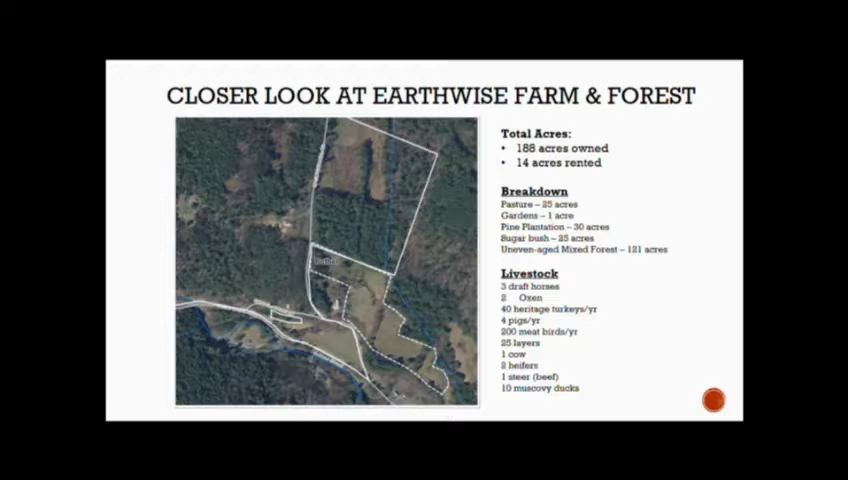 CLOSER LOOK AT EARTHWISE FARM & FOREST
Total Acres:
• 188 acres owned
• 14 acres rented
Breakdown
Pasture – 25 acres
Gardens – 1 acre
Pine Plantation – 30 acres
Sugar bush – 25 acres
Uneven-aged Mixed Forest – 121 acres
Livestock
3 draft horses
2 Oxen
40 heritage turkeys/yr
4 pigs/yr
200 meat birds/yr
25 layers
1 cow
2 heifers
1 steer (beef)
10 muscovy ducks